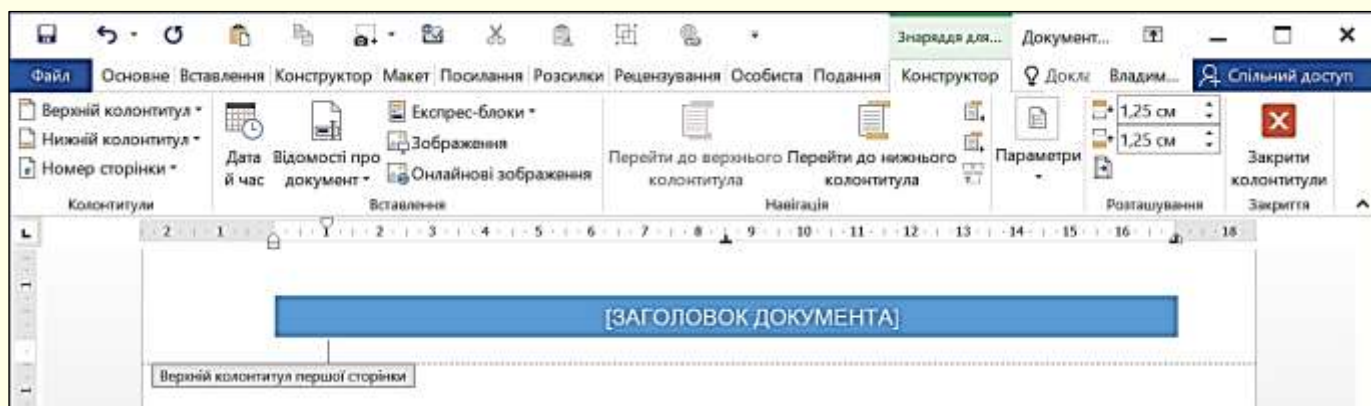 Знаряддя для... Документ...
Файл Основне Вставлення Конструктор Макет Посилання Розсилки Рецензування Особиста Подання Конструктор Докла Владим... Спільний доступ
Верхній колонтитул
Нижній колонтитул
Номер сторінки
Колонтитули
Дата й час
Відомості про документ
Експрес-блоки
Зображення
Онлайнові зображення
Вставлення
Перейти до верхнього колонтитула
Перейти до нижнього колонтитула
Навігація
Параметри
1,25 см
1,25 см
Розташування
Закрити колонтитули
Закриття
2 1 1 2 3 4 5 6 7 8 9 10 11 12 13 14 15 16 18
[ЗАГОЛОВОК ДОКУМЕНТА]
Верхній колонтитул першої сторінки
1
1